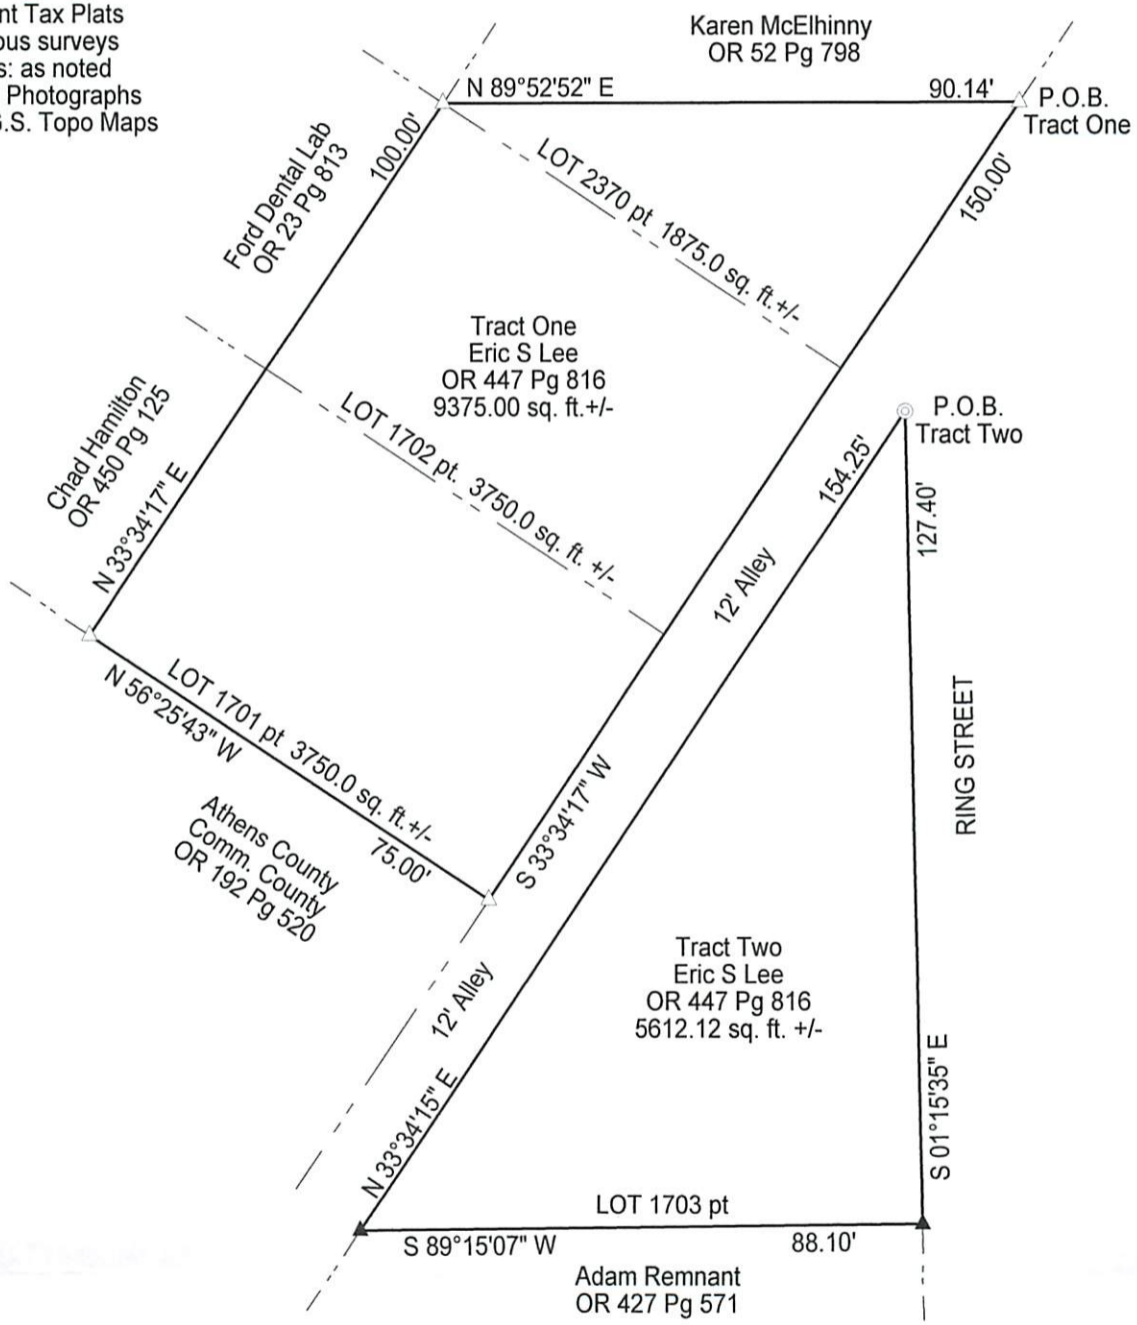 nt Tax Plats
ous surveys
s: as noted
Photographs
.S. Topo Maps
Karen McElhinny
OR 52 Pg 798
N 89°52'52" E
90.14'
P.O.B.
Tract One
Ford Dental Lab
OR 23 Pg 813
100.00'
LOT 2370 pt 1875.0 sq. ft.+/-
150.00'
Tract One
Eric S Lee
OR 447 Pg 816
9375.00 sq. ft.+/-
Chad Hamilton
OR 450 Pg 125
N 33°34'17" E
LOT 1702 pt. 3750.0 sq. ft. +/-
P.O.B.
Tract Two
154.25'
127.40'
12' Alley
LOT 1701 pt 3750.0 sq. ft.+/-
N 56°25'43" W
75.00'
Athens County
Comm. County
OR 192 Pg 520
S 33°34'17" W
RING STREET
12' Alley
Tract Two
Eric S Lee
OR 447 Pg 816
5612.12 sq. ft. +/-
N 33°34'15" E
S 01°15'35" E
LOT 1703 pt
S 89°15'07" W
88.10'
Adam Remnant
OR 427 Pg 571